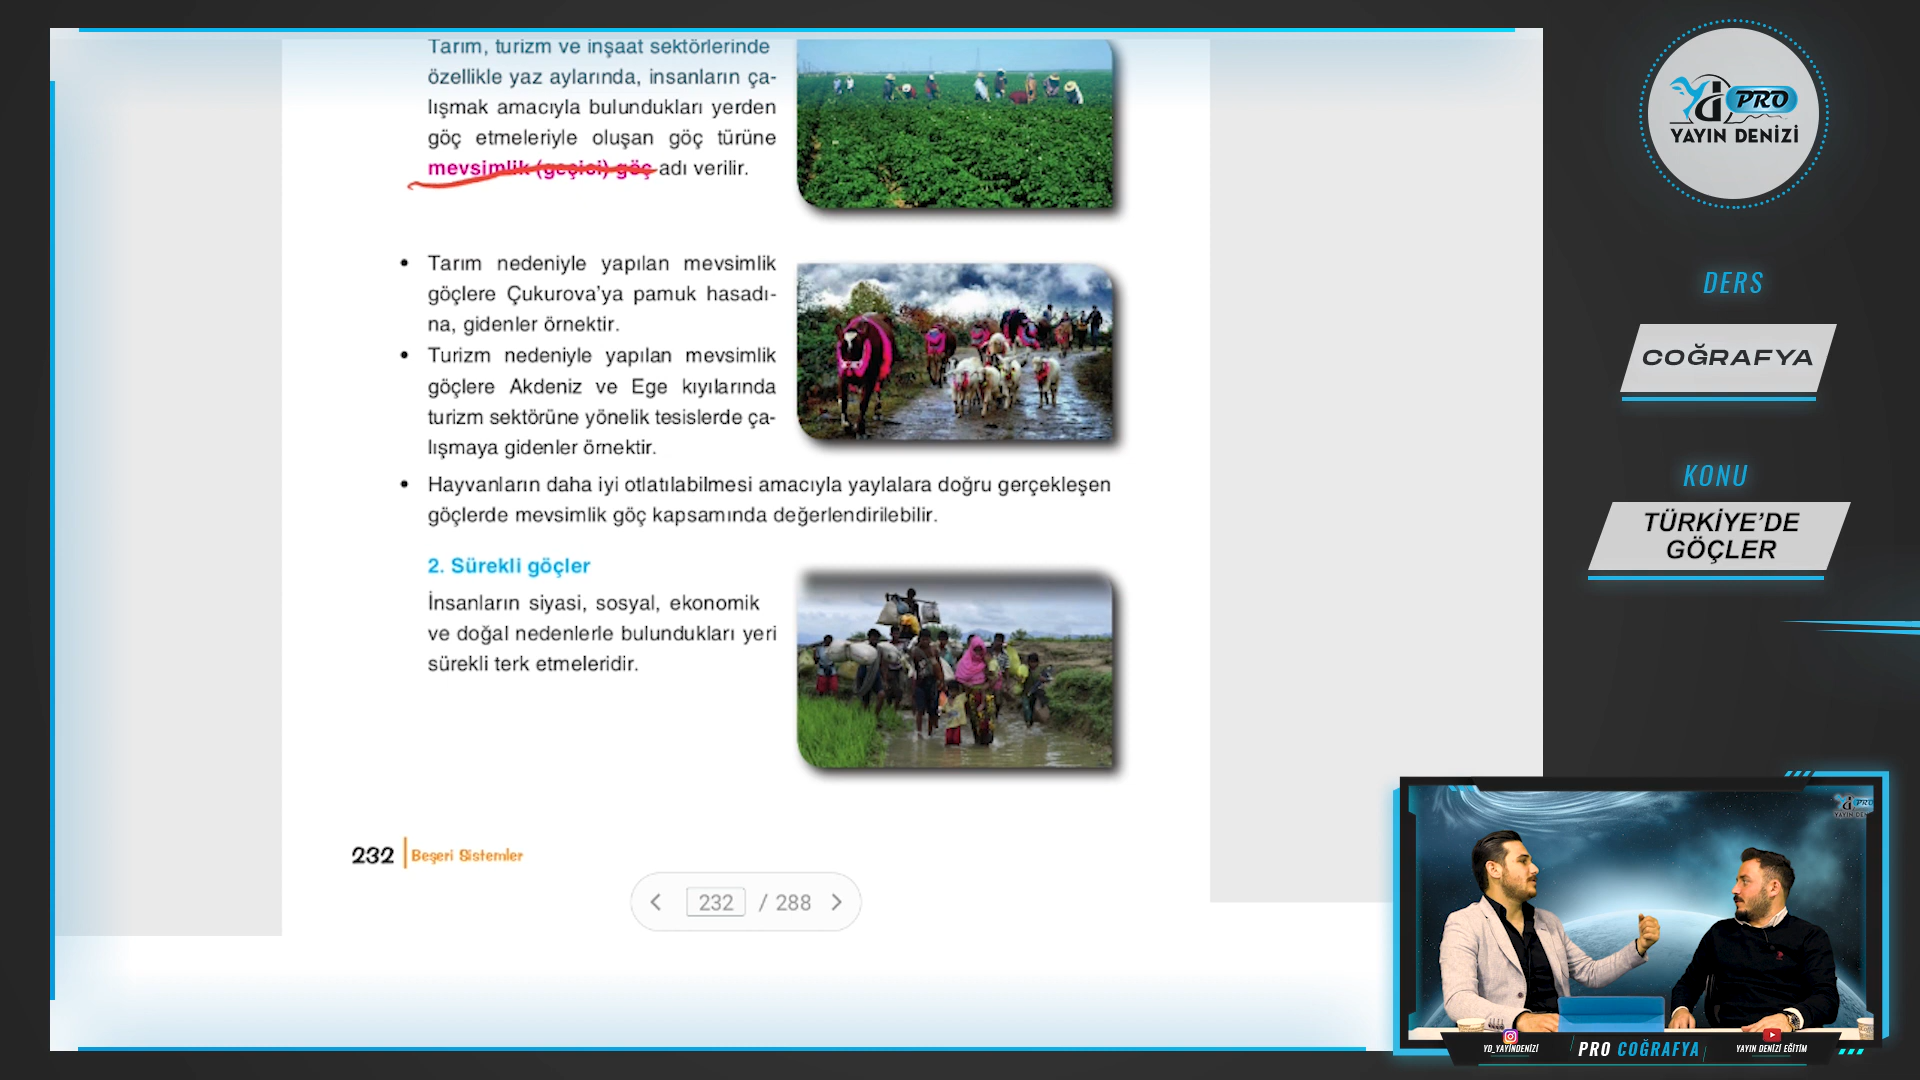 Tarım, turizm ve inşaat sektörlerinde
özellikle yaz aylarında, insanların ça-
lışmak amacıyla bulundukları yerden
göç etmeleriyle oluşan göç türüne
mevsimlik (geçici) göç adı verilir.
• Tarım nedeniyle yapılan mevsimlik
göçlere Çukurova'ya pamuk hasadı-
na, gidenler örnektir.
• Turizm nedeniyle yapılan mevsimlik
göçlere Akdeniz ve Ege kıyılarında
turizm sektörüne yönelik tesislerde ça-
lışmaya gidenler örnektir.
• Hayvanların daha iyi otlatılabilmesi amacıyla yaylalara doğru gerçekleşen
göçlerde mevsimlik göç kapsamında değerlendirilebilir.
2. Sürekli göçler
İnsanların siyasi, sosyal, ekonomik
ve doğal nedenlerle bulundukları yeri
sürekli terk etmeleridir.
232 Beşeri Sistemler
232 / 288
yd PRO
YAYIN DENİZİ
DERS
COĞRAFYA
KONU
TÜRKİYE'DE
GÖÇLER
YD_YAYINDENIZI
PRO COĞRAFYA
YAYIN DENİZİ EĞİTİM